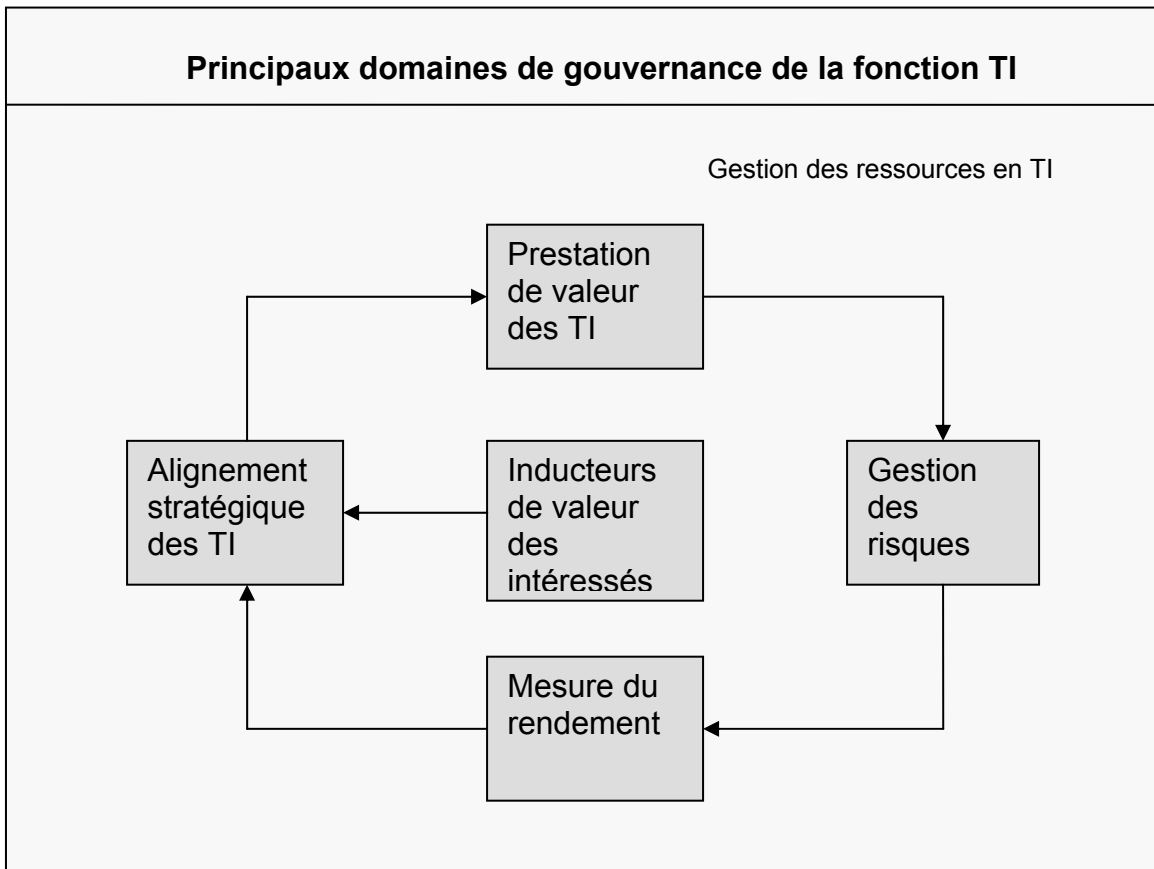 Principaux domaines de gouvernance de la fonction TI
Gestion des ressources en TI
Prestation
de valeur
des TI
Alignement
stratégique
des TI
Inducteurs
de valeur
des
intéressés
Gestion
des
risques
Mesure du
rendement